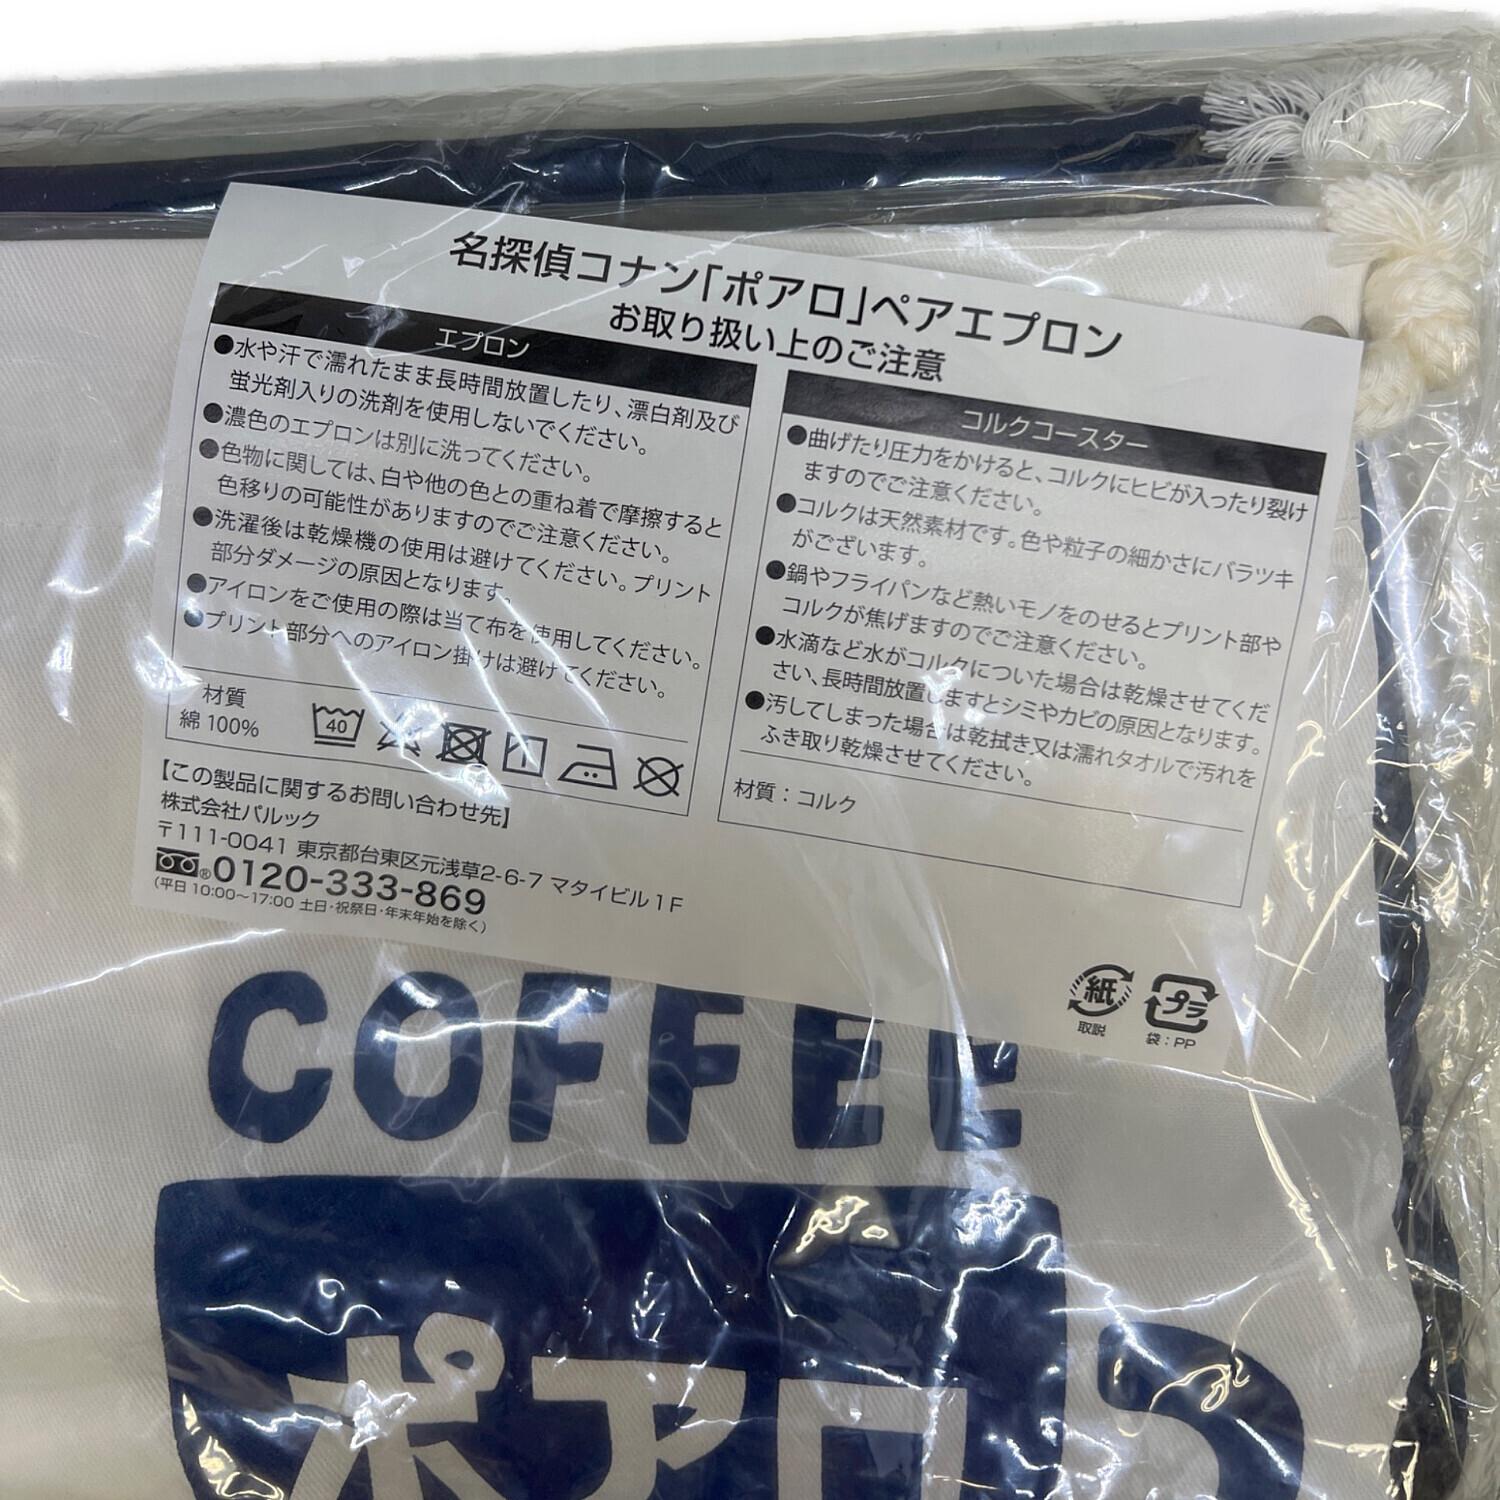 名探偵コナン「ポアロ」ペアエプロン
お取り扱い上のご注意
エプロン
●水や汗で濡れたまま長時間放置したり、漂白剤及び
蛍光剤入りの洗剤を使用しないでください。
●濃色のエプロンは別に洗ってください。
●色物に関しては、白や他の色との重ね着で摩擦すると
色移りの可能性がありますのでご注意ください。
●洗濯後は乾燥機の使用は避けてください。プリント
部分ダメージの原因となります。
●アイロンをご使用の際は当て布を使用してください。
●プリント部分へのアイロン掛けは避けてください。
材質
綿100%
40
コルクコースター
●曲げたり圧力をかけると、コルクにヒビが入ったり裂け
ますのでご注意ください。
●コルクは天然素材です。色や粒子の細かさにバラツキ
がございます。
●鍋やフライパンなど熱いモノをのせるとプリント部や
コルクが焦げますのでご注意ください。
●水滴など水がコルクについた場合は乾燥させてくだ
さい、長時間放置しますとシミやカビの原因となります。
●汚してしまった場合は乾拭き又は濡れタオルで汚れを
ふき取り乾燥させてください。
材質：コルク
【この製品に関するお問い合わせ先】
株式会社パルック
〒111-0041 東京都台東区元浅草2-6-7 マタイビル1F
®0120-333-869
(平日 10:00〜17:00 土日・祝祭日・年末年始を除く)
紙
取説
プラ
袋：PP
COFFEE
ポアロ